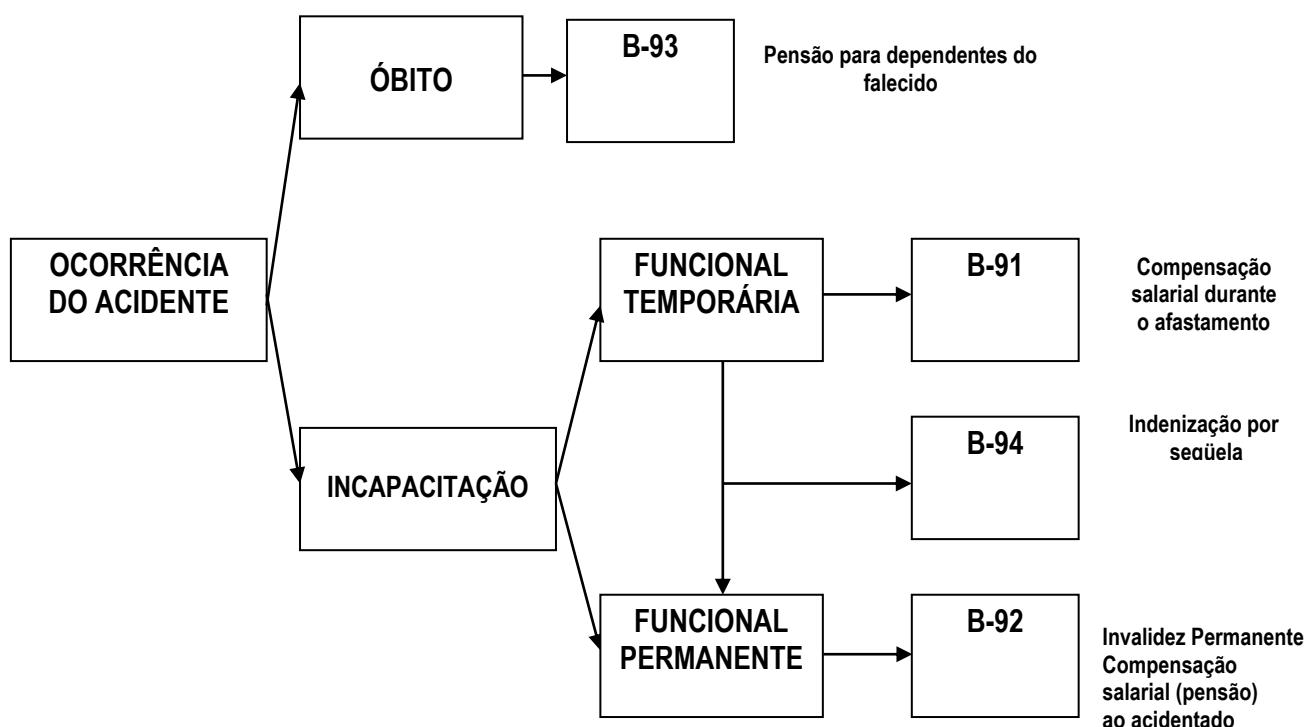 ÓBITO
B-93
Pensão para dependentes do
falecido
OCORRÊNCIA
DO ACIDENTE
FUNCIONAL
TEMPORÁRIA
B-91
Compensação
salarial durante
o afastamento
INCAPACITAÇÃO
B-94
Indenização por
seqüela
FUNCIONAL
PERMANENTE
B-92
Invalidez Permanente
Compensação
salarial (pensão)
ao acidentado